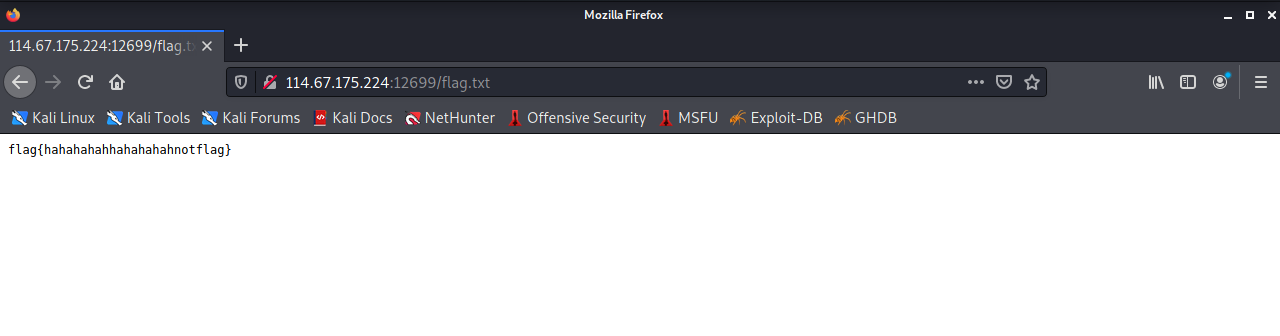 Mozilla Firefox
114.67.175.224:12699/flag.tx
114.67.175.224:12699/flag.txt
Kali Linux Kali Tools Kali Forums Kali Docs NetHunter Offensive Security MSFU Exploit-DB GHDB
flag{hahahahahhahahahahnotflag}